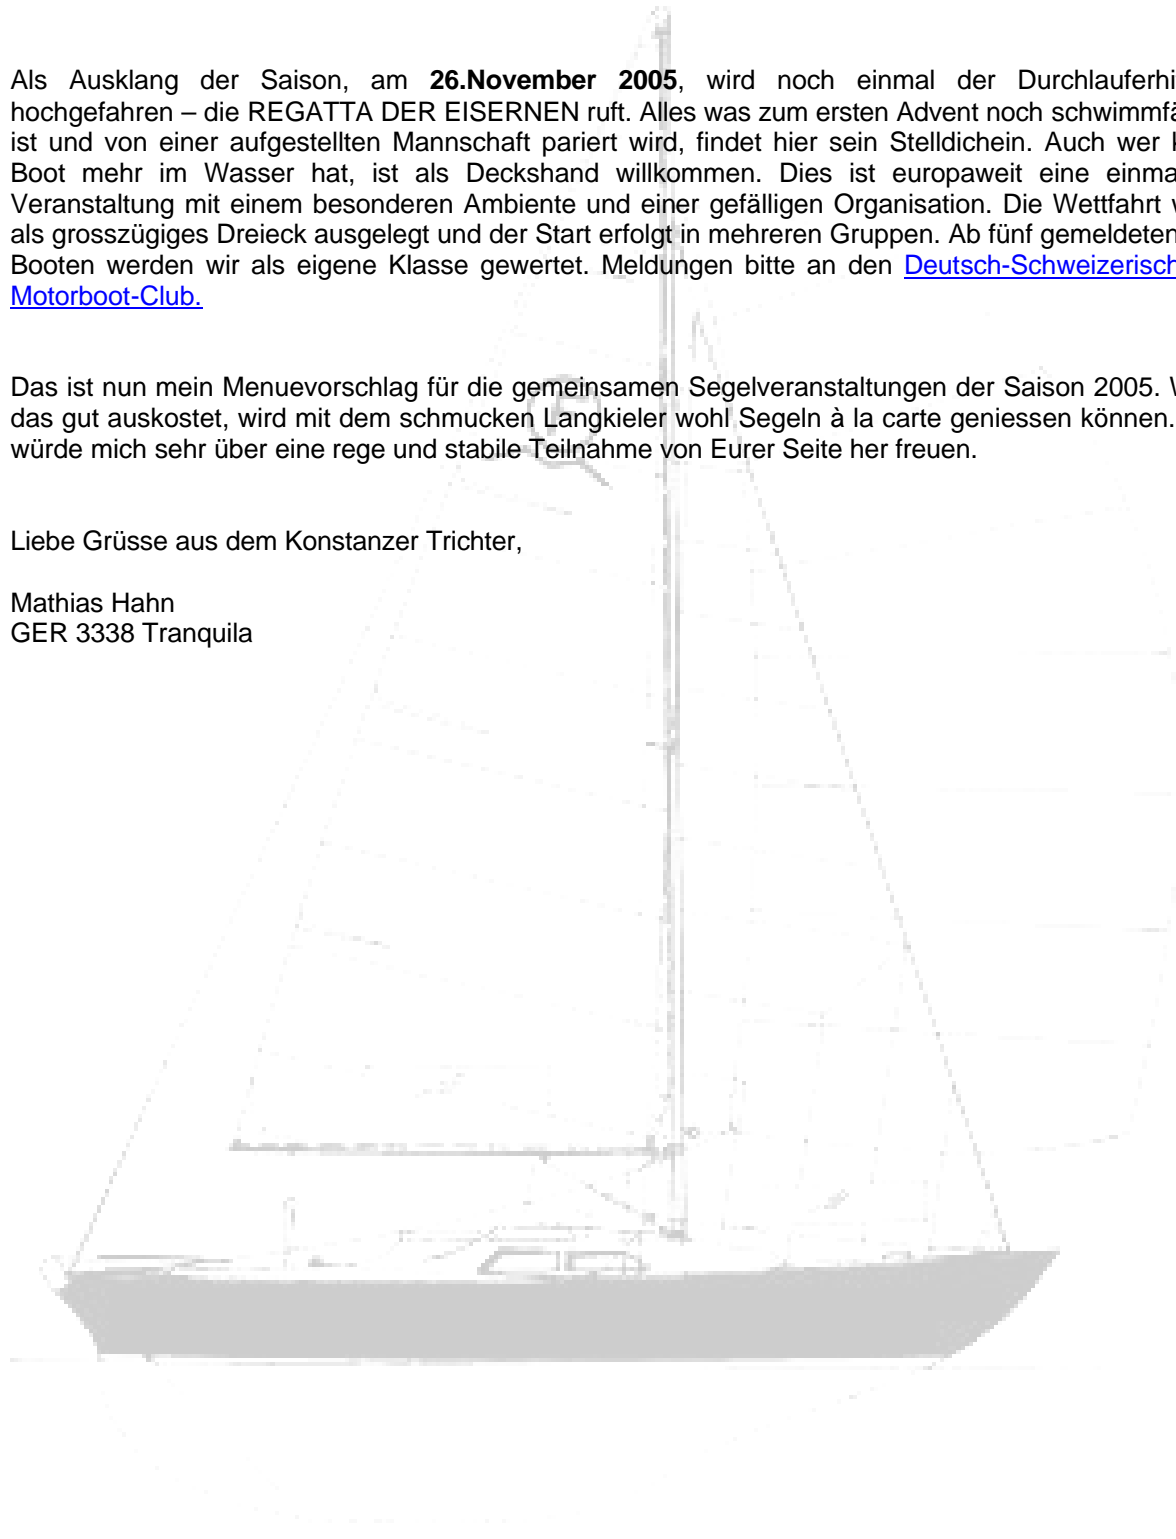 Als Ausklang der Saison, am 26.November 2005, wird noch einmal der
hochgefahren – die REGATTA DER EISERNEN ruft. Alles was zum ersten Advent noch
ist und von einer aufgestellten Mannschaft pariert wird, findet hier sein Stelldichein. Auch wer
Boot mehr im Wasser hat, ist als Deckshand willkommen. Dies ist europaweit eine
Veranstaltung mit einem besonderen Ambiente und einer gefälligen Organisation. Die Wettfahrt
als grosszügiges Dreieck ausgelegt und der Start erfolgt in mehreren Gruppen. Ab fünf gemeldeten
Booten werden wir als eigene Klasse gewertet. Meldungen bitte an den
Motorboot-Club.
Das ist nun mein Menuevorschlag für die gemeinsamen Segelveranstaltungen der Saison 2005.
das gut auskostet, wird mit dem schmucken Langkieler wohl Segeln à la carte geniessen können.
würde mich sehr über eine rege und stabile Teilnahme von Eurer Seite her freuen.
Liebe Grüsse aus dem Konstanzer Trichter,
Mathias Hahn
GER 3338 Tranquila